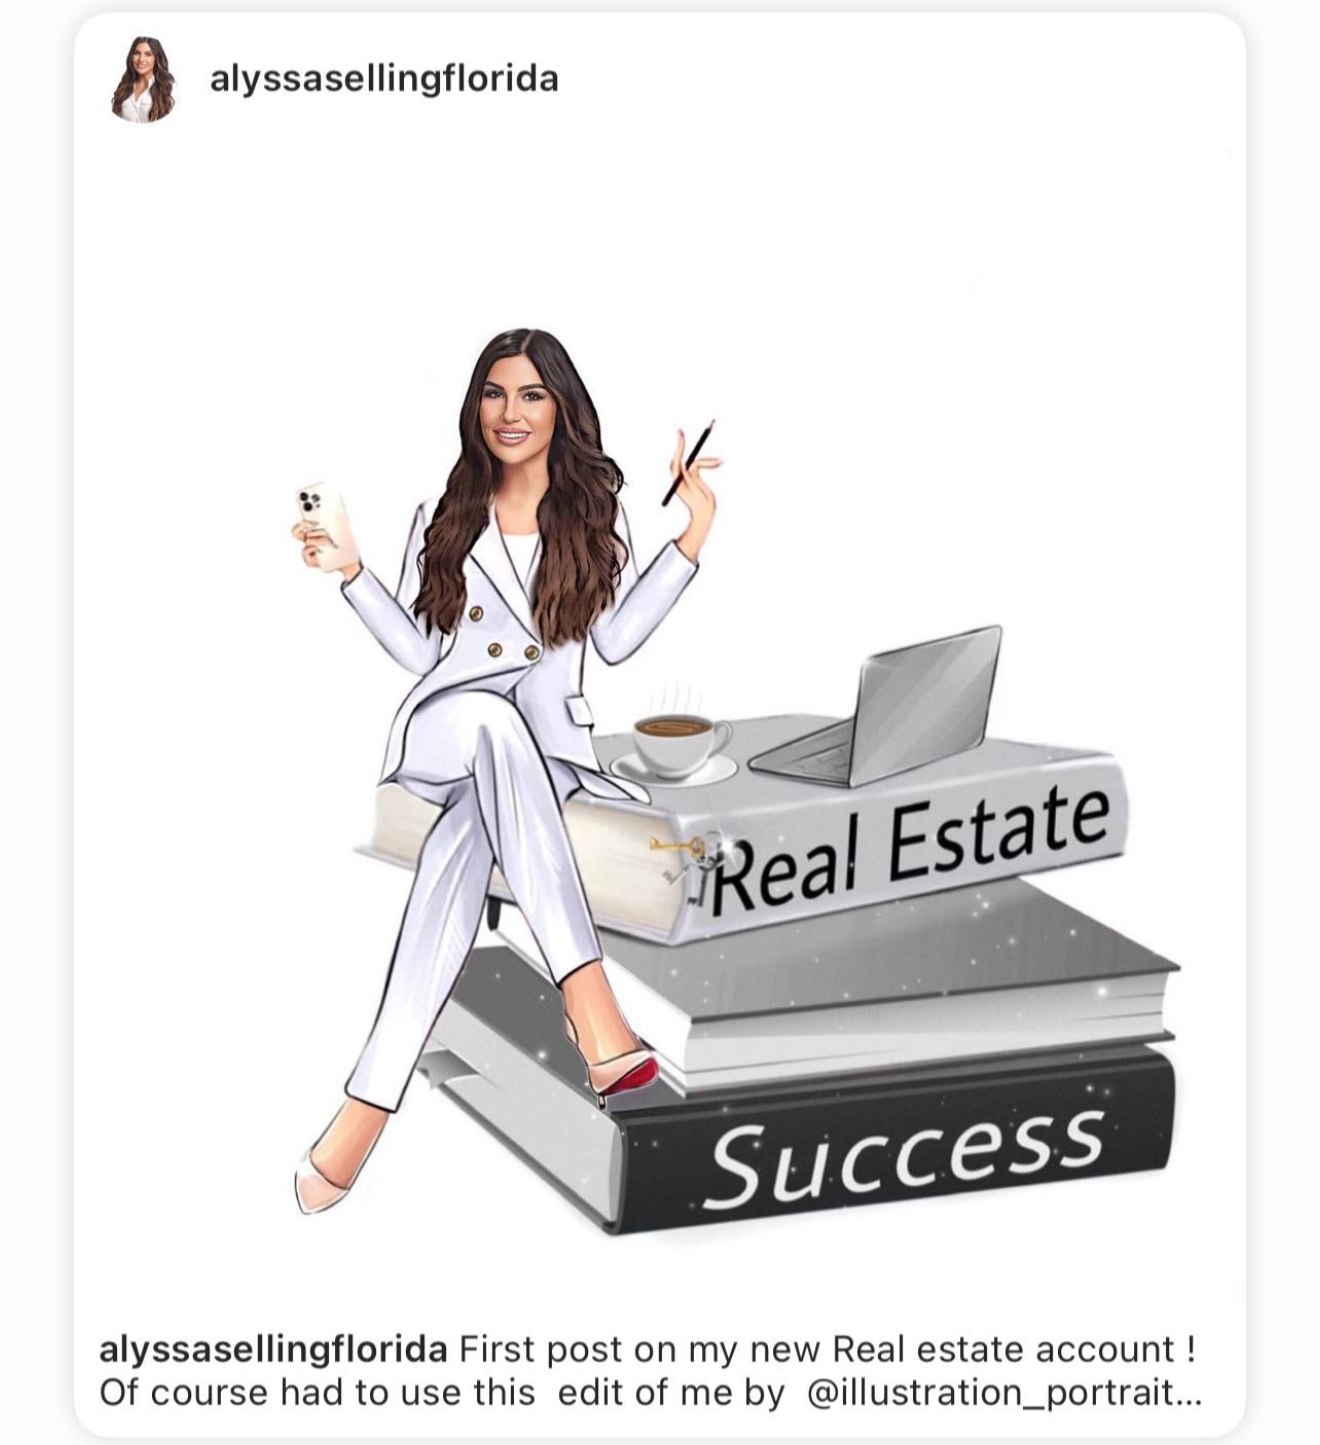 alyssasellingflorida
Real Estate
Success
alyssasellingflorida First post on my new Real estate account !
Of course had to use this edit of me by @illustration_portrait...